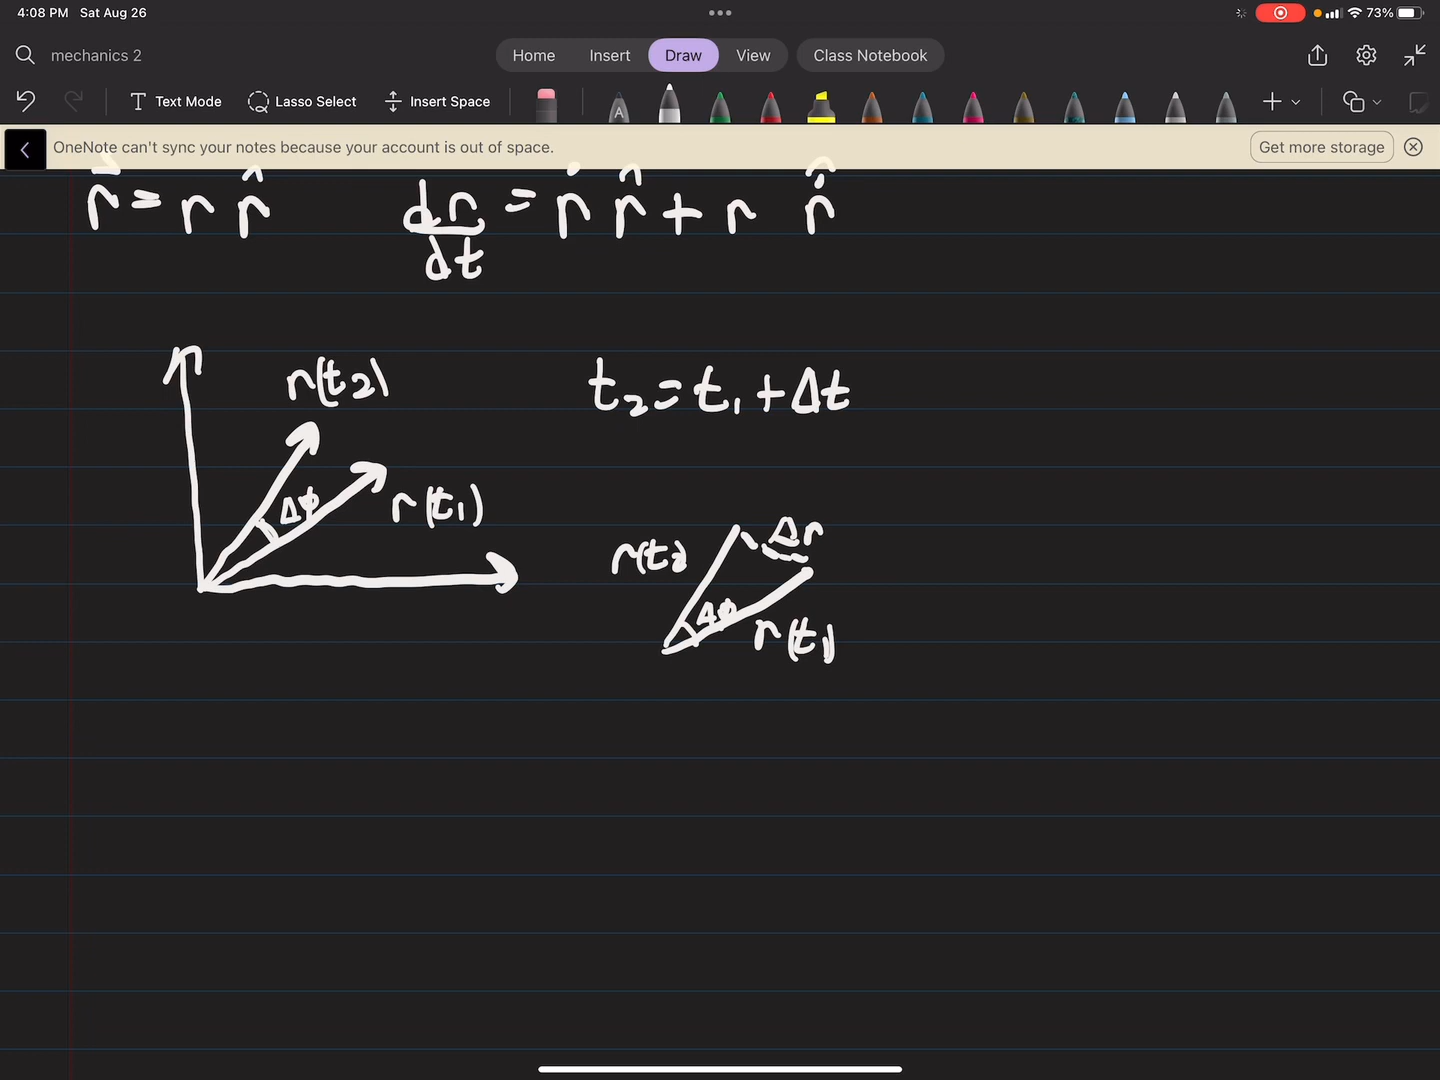 4:08 PM Sat Aug 26
73%
mechanics 2
Home Insert Draw View Class Notebook
Text Mode Lasso Select Insert Space
A
OneNote can't sync your notes because your account is out of space. Get more storage
r⃗ = r r̂
dr/dt = ṙ r̂ + r r̂̇
r(t₂)
t₂ = t₁ + Δt
Δφ
r(t₁)
Δr
r(t₂
Δφ
r(t₁)